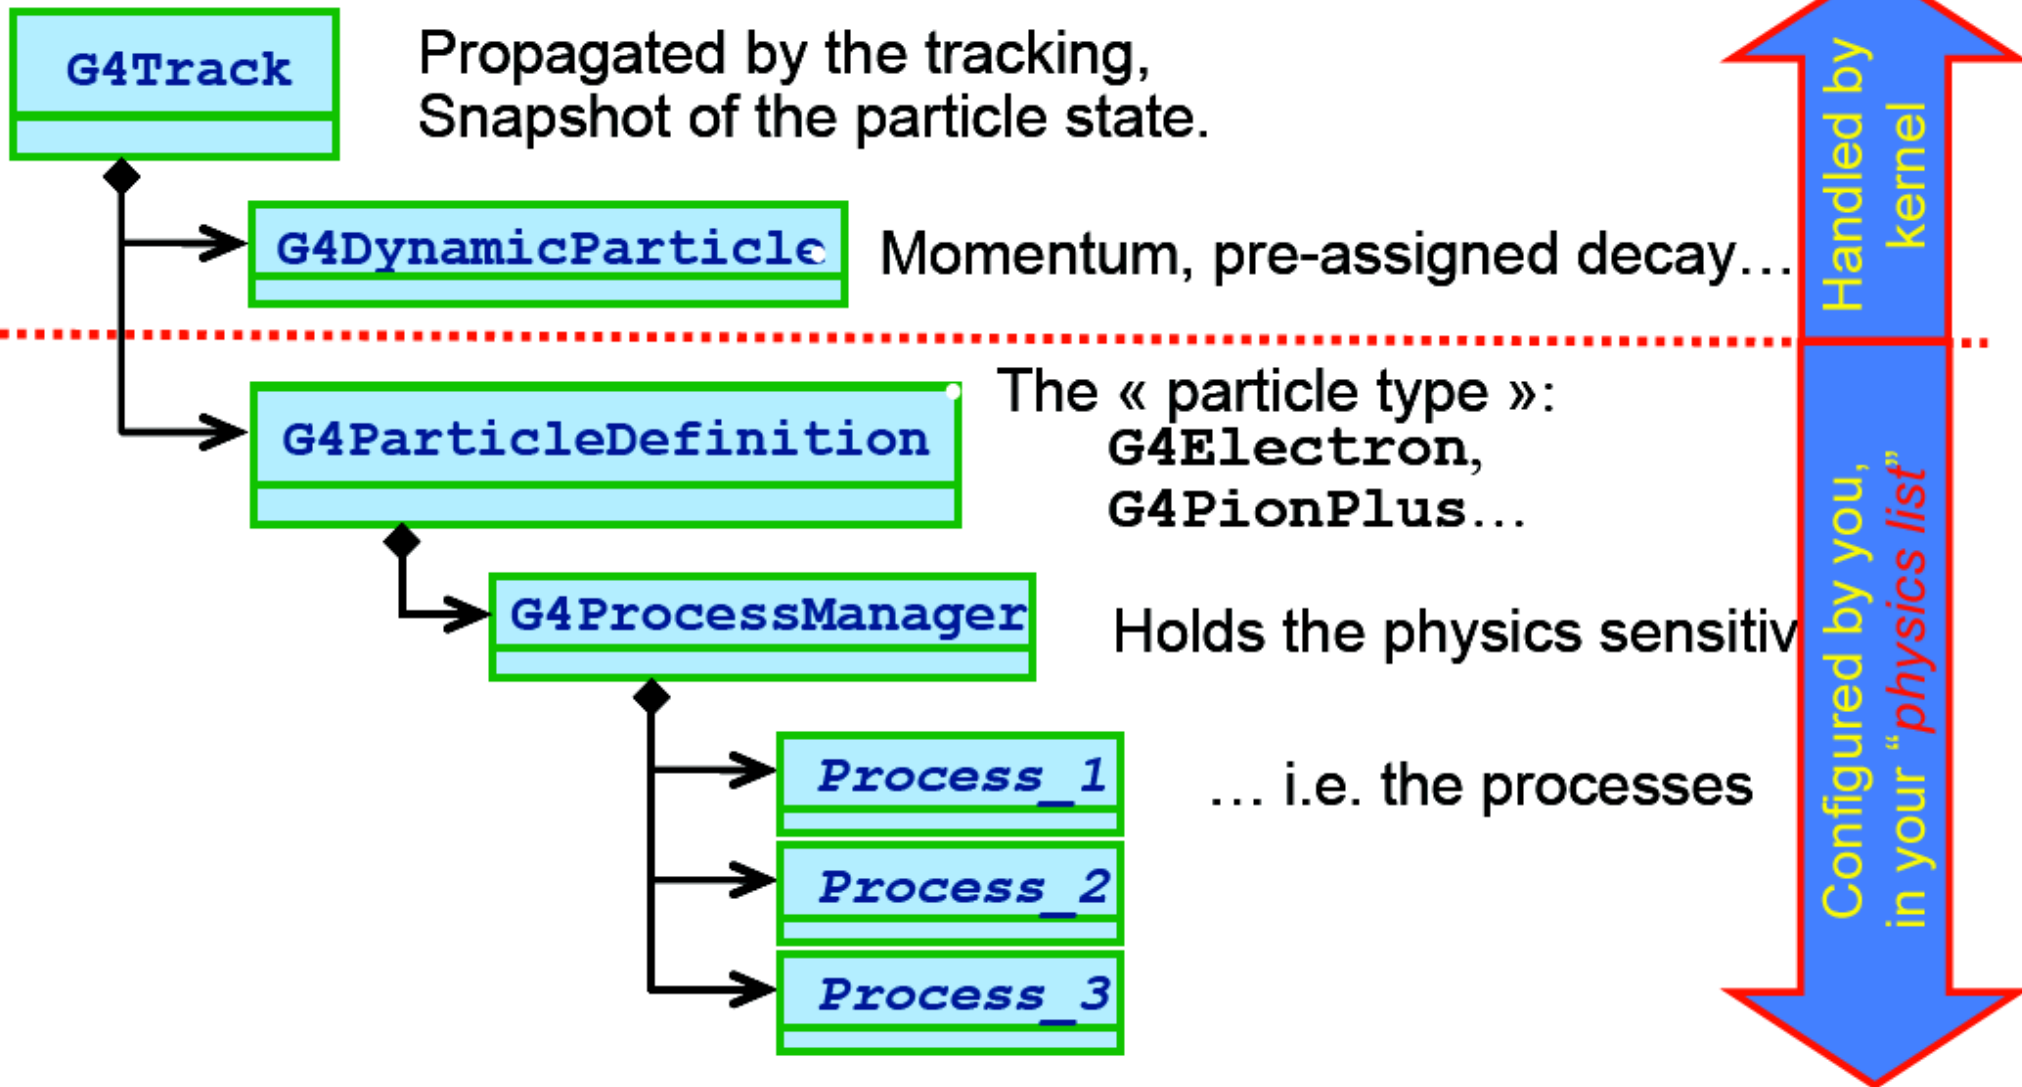 G4Track
Propagated by the tracking,
Snapshot of the particle state.
G4DynamicParticle
Momentum, pre-assigned decay…
G4ParticleDefinition
The « particle type »:
G4Electron,
G4PionPlus…
G4ProcessManager
Holds the physics sensitiv
Process_1
… i.e. the processes
Process_2
Process_3
Handled by
kernel
Configured by you,
in your “physics list”